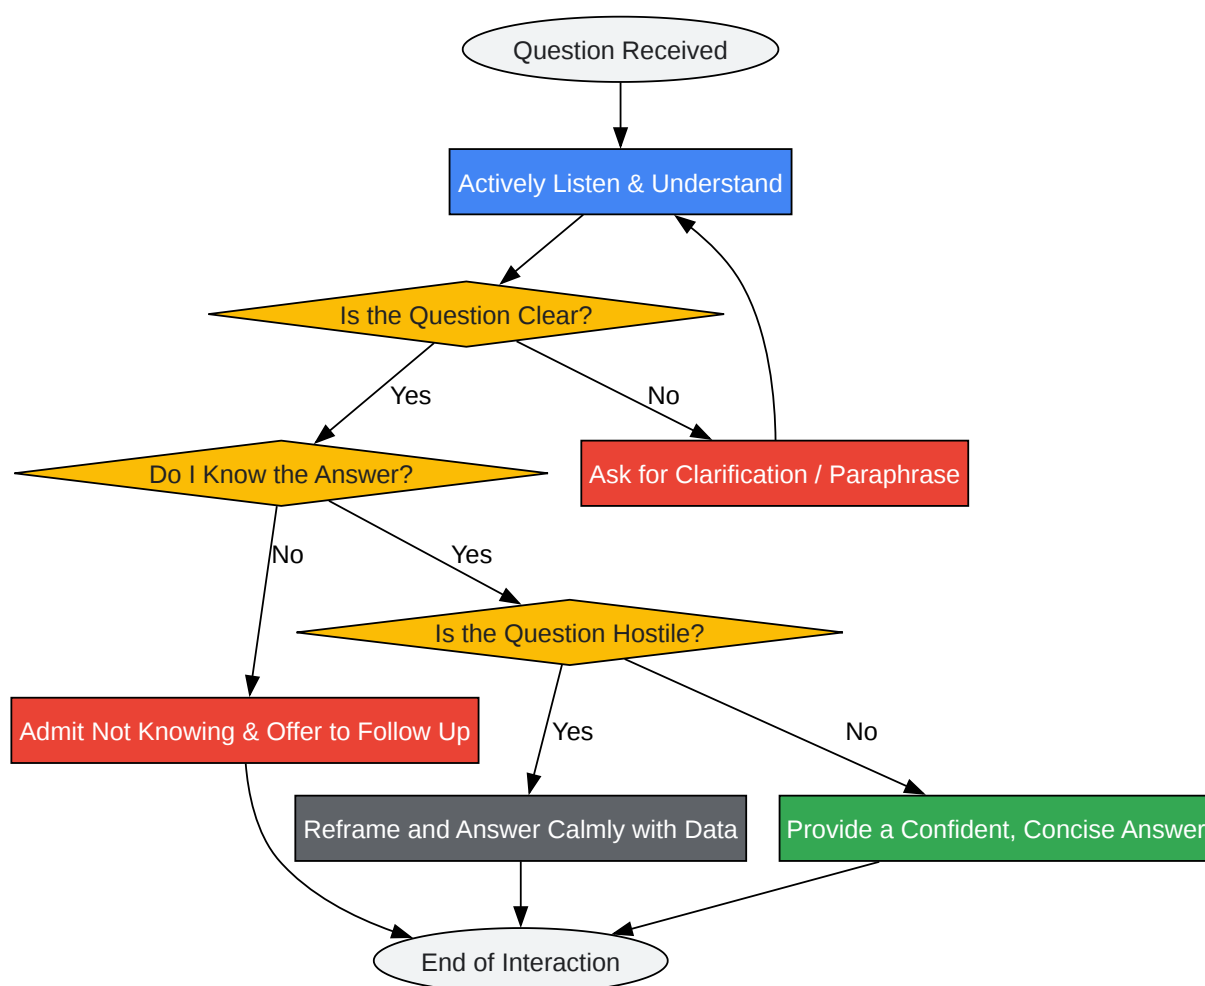 Question Received
Actively Listen & Understand
Is the Question Clear?
Yes
No
Do I Know the Answer?
Ask for Clarification / Paraphrase
No
Yes
Is the Question Hostile?
Admit Not Knowing & Offer to Follow Up
Yes
No
Reframe and Answer Calmly with Data
Provide a Confident, Concise Answer
End of Interaction